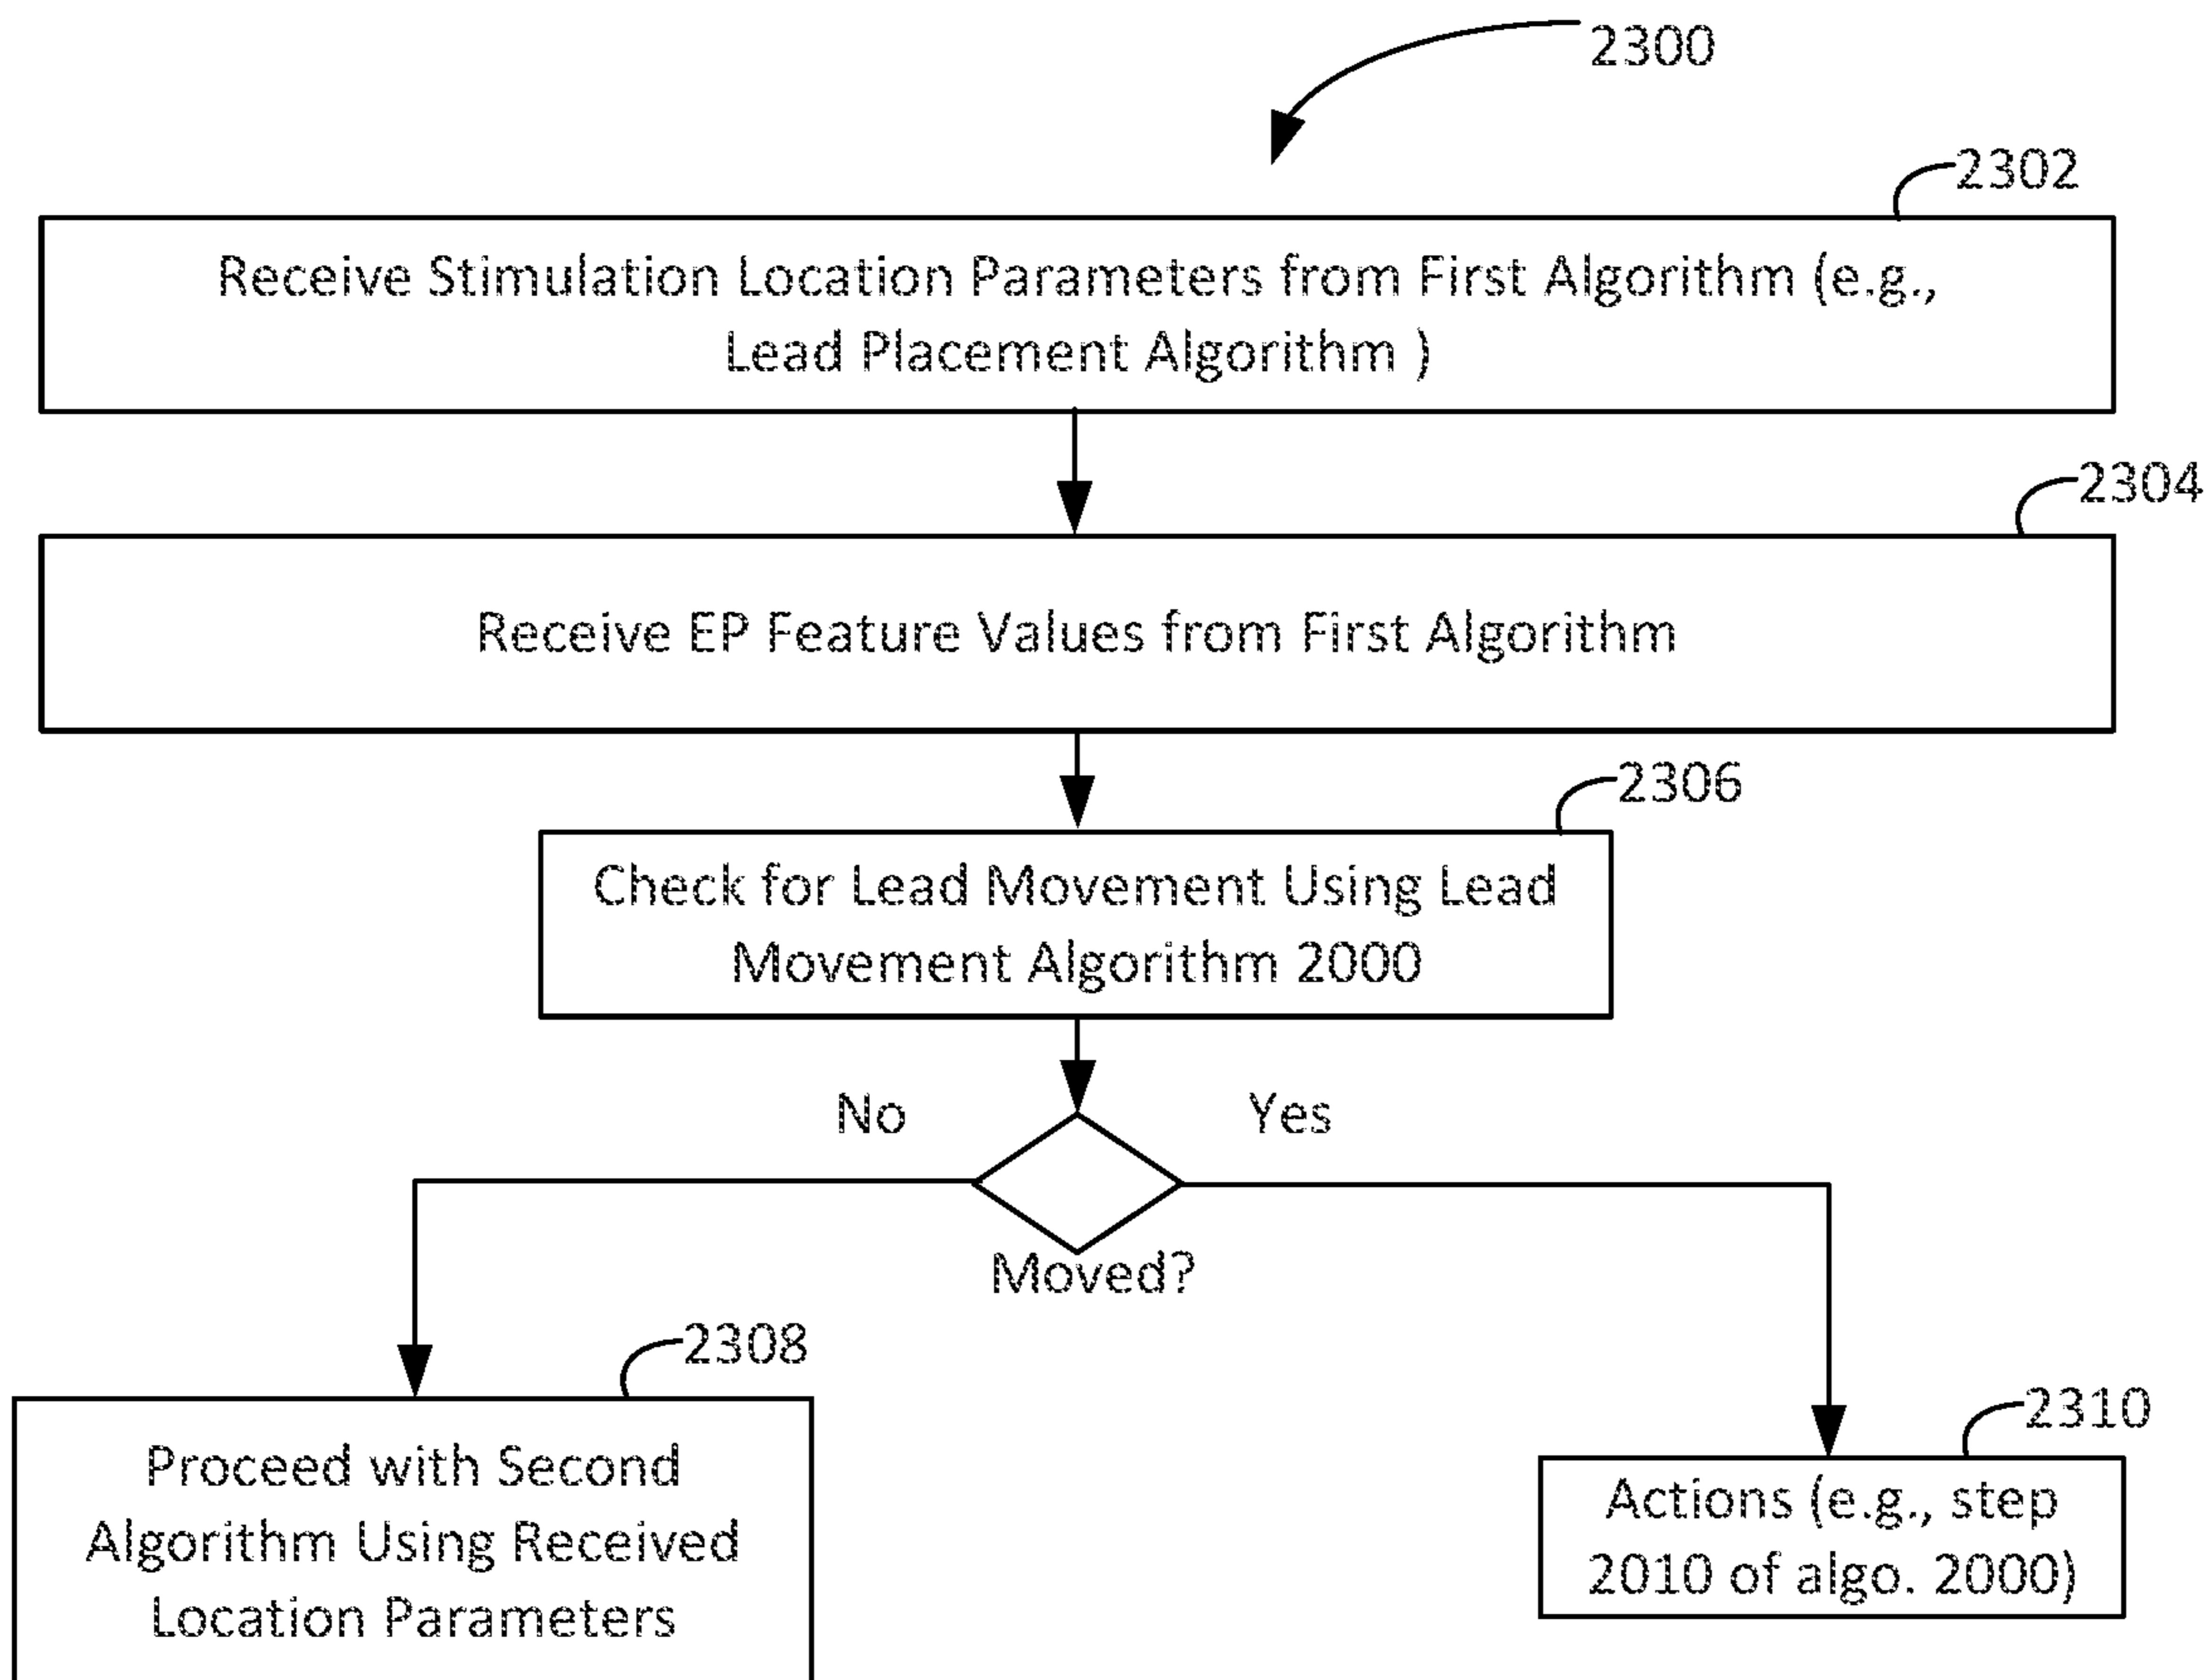 2300
2302
Receive Stimulation Location Parameters from First Algorithm (e.g.,
Lead Placement Algorithm )
2304
Receive EP Feature Values from First Algorithm
2306
Check for Lead Movement Using Lead
Movement Algorithm 2000
No
Yes
Moved?
2308
Proceed with Second
Algorithm Using Received
Location Parameters
2310
Actions (e.g., step
2010 of algo. 2000)